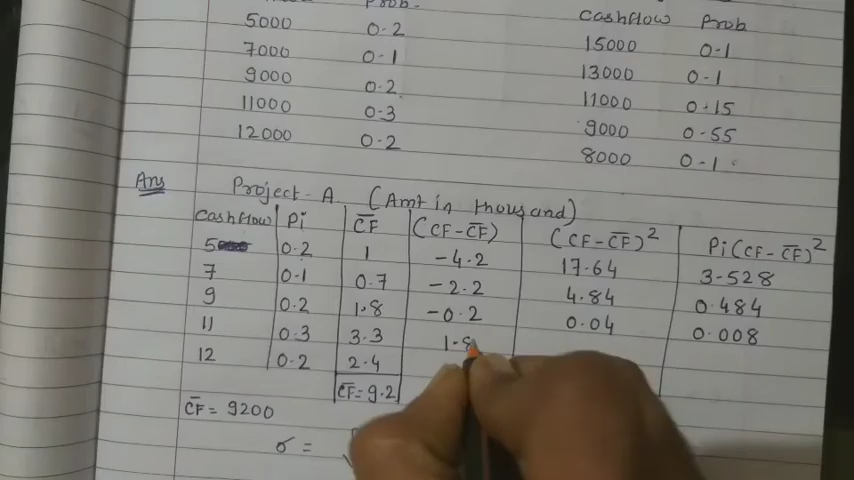 Prob.
5000 0.2
7000 0.1
9000 0.2
11000 0.3
12000 0.2
Cashflow Prob
15000 0.1
13000 0.1
11000 0.15
9000 0.55
8000 0.1
Ans
Project-A (Amt in thousand)
Cashflow Pi C̅F̅ (CF-C̅F̅) (CF-C̅F̅)² Pi(CF-C̅F̅)²
5 0.2 1 -4.2 17.64 3.528
7 0.1 0.7 -2.2 4.84 0.484
9 0.2 1.8 -0.2 0.04 0.008
11 0.3 3.3 1.8
12 0.2 2.4
C̅F̅=9.2
C̅F̅=9200
σ =